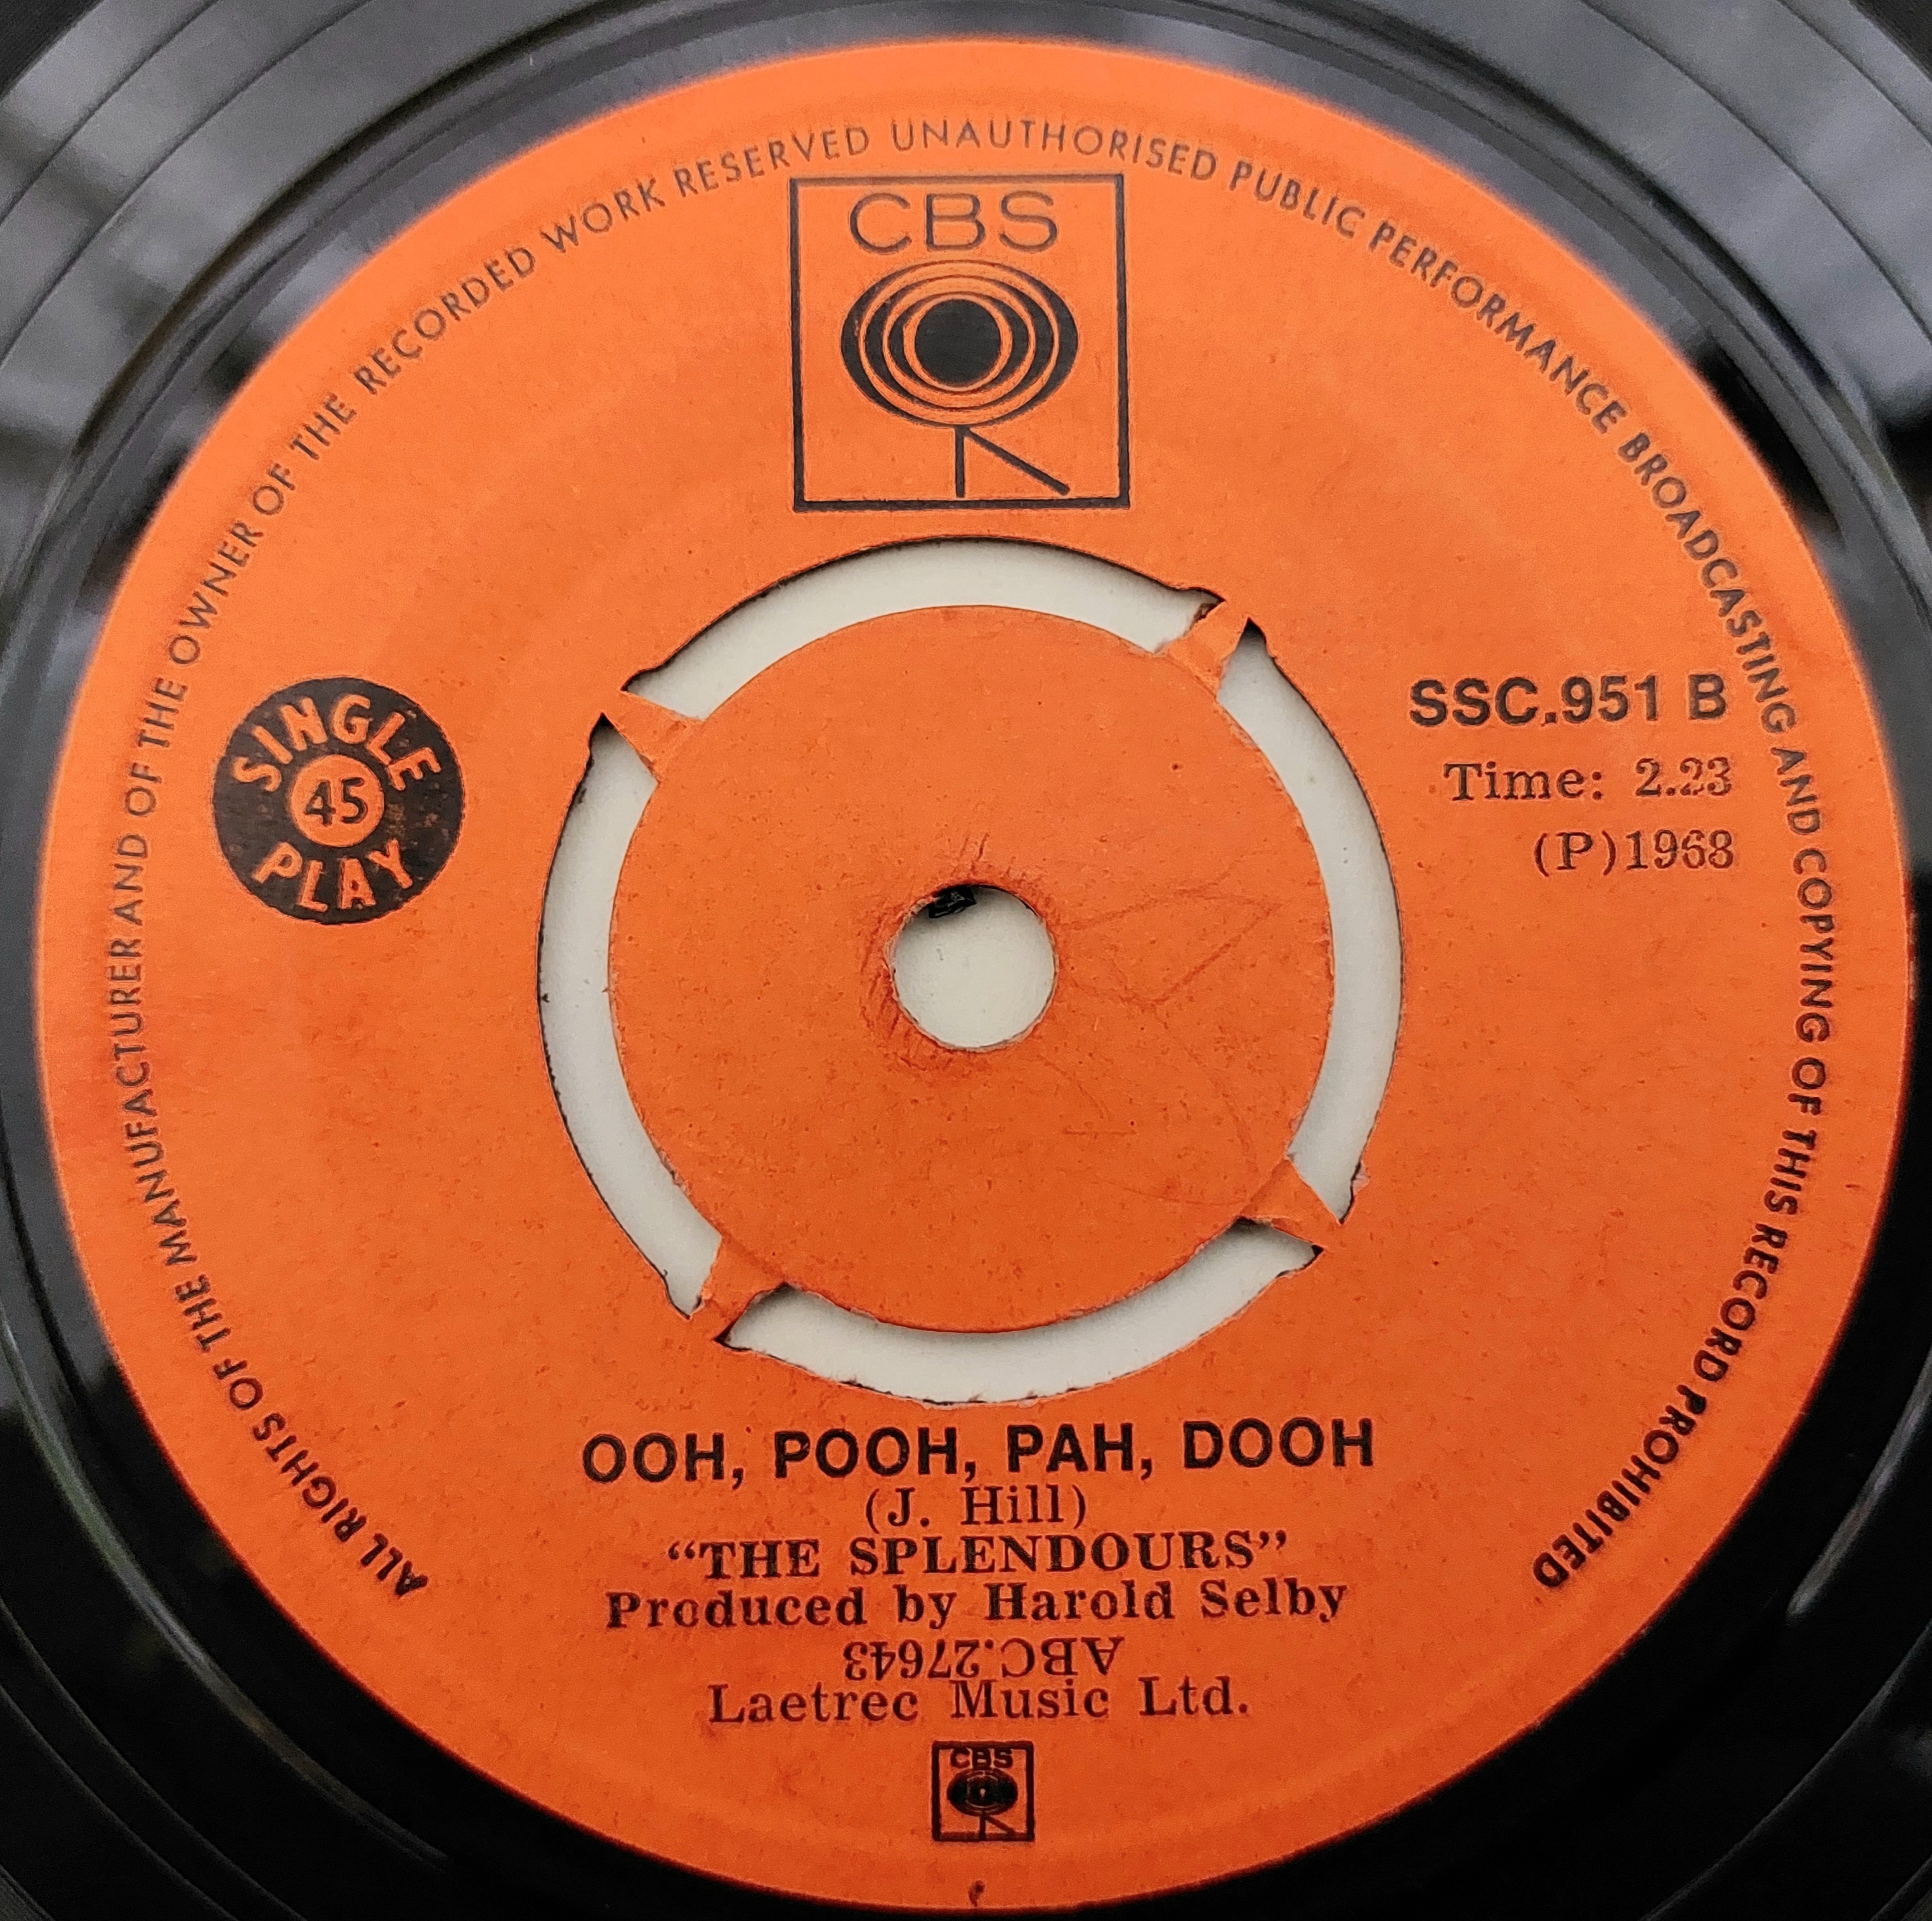 ALL RIGHTS OF THE MANUFACTURER AND OF THE OWNER OF THE RECORDED WORK RESERVED UNAUTHORISED PUBLIC PERFORMANCE BROADCASTING AND COPYING OF THIS RECORD PROHIBITED
CBS
SINGLE
45
PLAY
SSC.951 B
Time: 2.23
(P)1968
OOH, POOH, PAH, DOOH
(J. Hill)
“THE SPLENDOURS”
Produced by Harold Selby
ABC.27643
Laetrec Music Ltd.
CBS